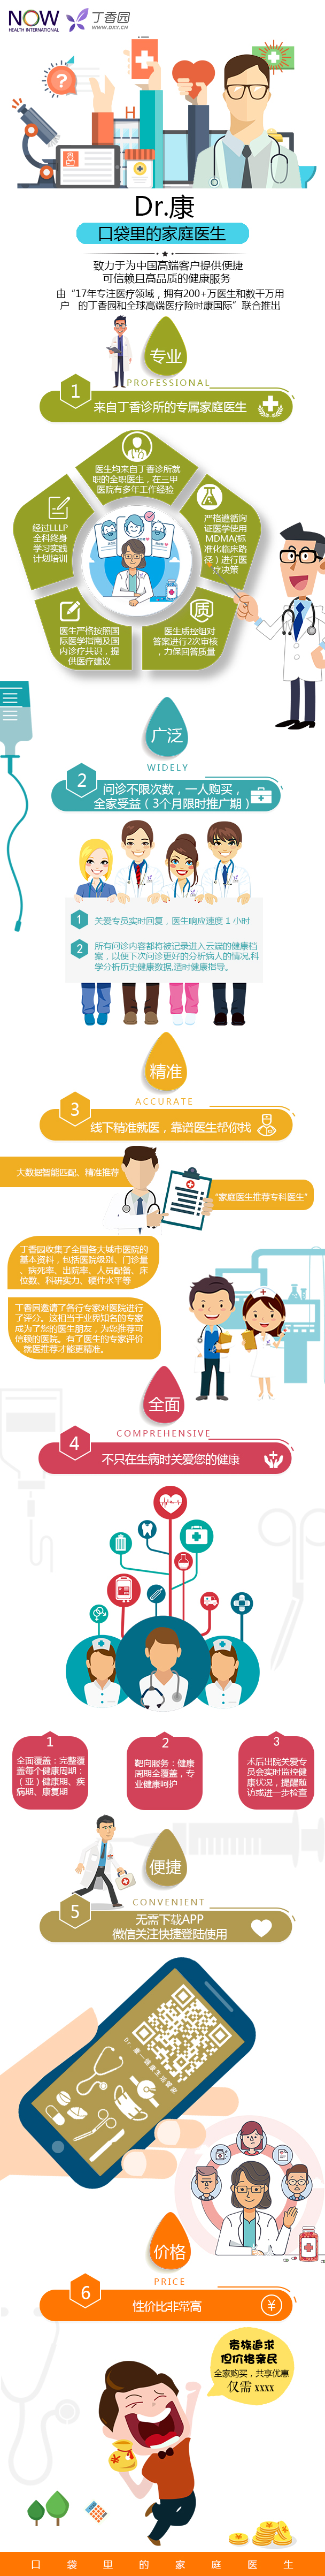 NOW
HEALTH INTERNATIONAL
丁香园
WWW.DXY.CN
Dr.康
口袋里的家庭医生
致力于为中国高端客户提供便捷
可信赖且高品质的健康服务
由“17年专注医疗领域，拥有200+万医生和数千万用
户 的丁香园和全球高端医疗险时康国际”联合推出
专业
PROFESSIONAL
1
来自丁香诊所的专属家庭医生
医生均来自丁香诊所就
职的全职医生，在三甲
医院有多年工作经验
经过LLLP
全科终身
学习实践
计划培训
严格遵循询
证医学使用
MDMA(标
准化临床路
径）进行医
疗决策
医生严格按照国
际医学指南及国
内诊疗共识，提
供医疗建议
质
医生质控组对
答案进行2次审核
，力保回答质量
广泛
WIDELY
2
问诊不限次数，一人购买，
全家受益（3个月限时推广期）
1
关爱专员实时回复，医生响应速度 1 小时
2
所有问诊内容都将被记录进入云端的健康档
案，以便下次问诊更好的分析病人的情况,科
学分析历史健康数据,适时健康指导。
精准
ACCURATE
3
线下精准就医，靠谱医生帮你找
大数据智能匹配、精准推荐
“家庭医生推荐专科医生”
丁香园收集了全国各大城市医院的
基本资料，包括医院级别、门诊量
、病死率、出院率、人员配备、床
位数、科研实力、硬件水平等
丁香园邀请了各行专家对医院进行
了评分。这相当于业界知名的专家
成为了您的医生朋友，为您推荐可
信赖的医院。有了医生的专家评价
就医推荐才能更精准。
全面
COMPREHENSIVE
4
不只在生病时关爱您的健康
1
全面覆盖：完整覆
盖每个健康周期：
（亚）健康期、疾
病期、康复期
2
靶向服务：健康
周期全覆盖，专
业健康呵护
3
术后出院关爱专
员会实时监控健
康状况，提醒随
访或进一步检查
便捷
CONVENIENT
5
无需下载APP
微信关注快捷登陆使用
价格
PRICE
6
性价比非常高
￥
贵族追求
但价格亲民
全家购买，共享优惠
仅需 xxxx
口袋里的家庭医生